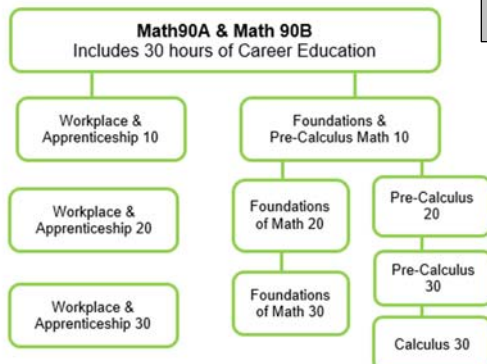 Math90A & Math 90B
Includes 30 hours of Career Education
Workplace &
Apprenticeship 10
Foundations &
Pre-Calculus Math 10
Workplace &
Apprenticeship 20
Foundations
of Math 20
Pre-Calculus
20
Workplace &
Apprenticeship 30
Foundations
of Math 30
Pre-Calculus
30
Calculus 30